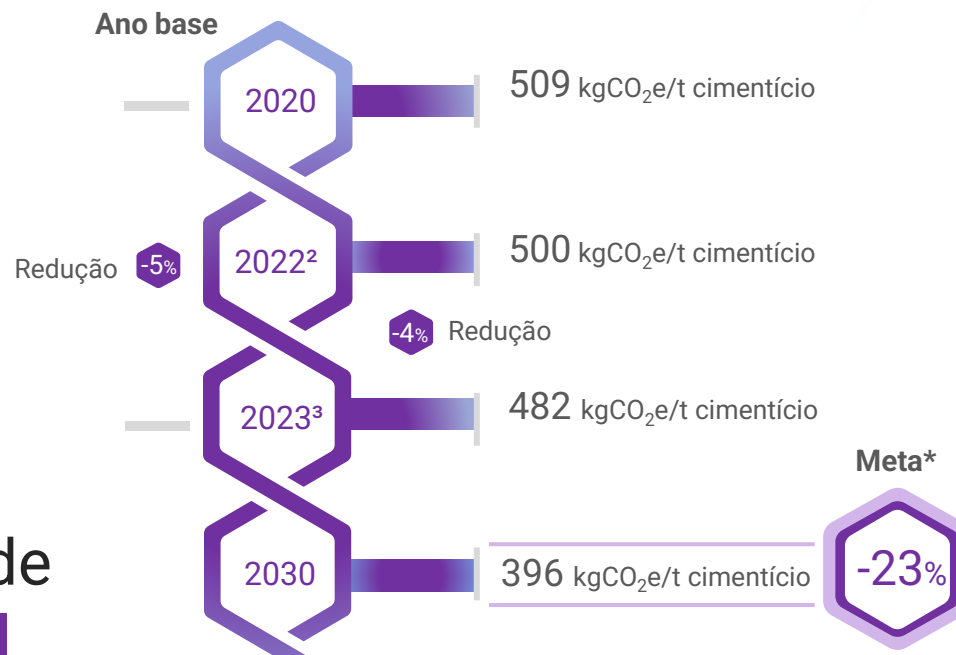 Ano base
2020
509 kgCO₂e/t cimentício
2022²
500 kgCO₂e/t cimentício
Redução -5%
-4% Redução
2023³
482 kgCO₂e/t cimentício
Meta*
de
2030
396 kgCO₂e/t cimentício
-23%